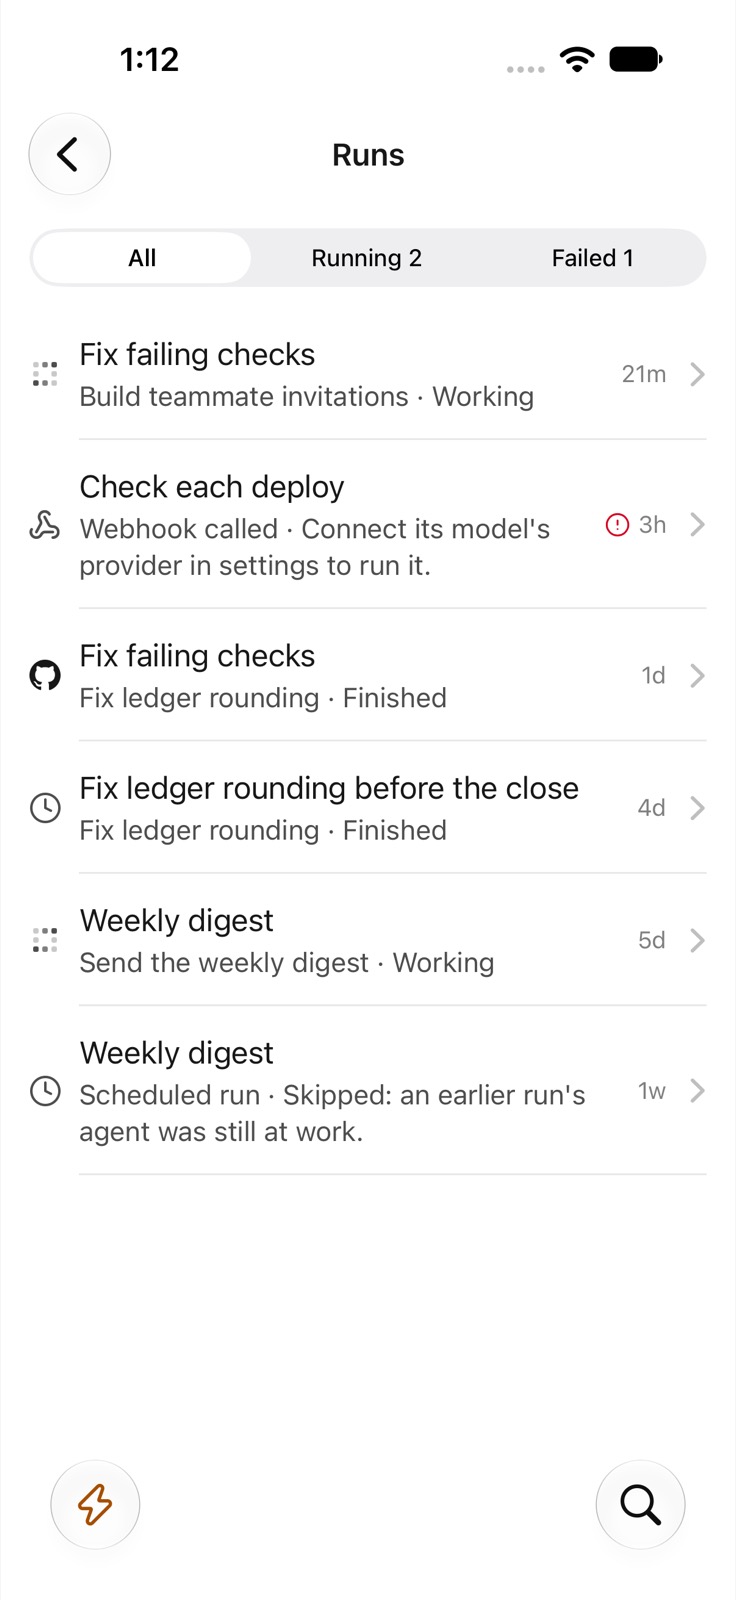 1:12
Runs
All
Running 2
Failed 1
Fix failing checks
Build teammate invitations · Working
21m
Check each deploy
Webhook called · Connect its model's
provider in settings to run it.
3h
Fix failing checks
Fix ledger rounding · Finished
1d
Fix ledger rounding before the close
Fix ledger rounding · Finished
4d
Weekly digest
Send the weekly digest · Working
5d
Weekly digest
Scheduled run · Skipped: an earlier run's
agent was still at work.
1w